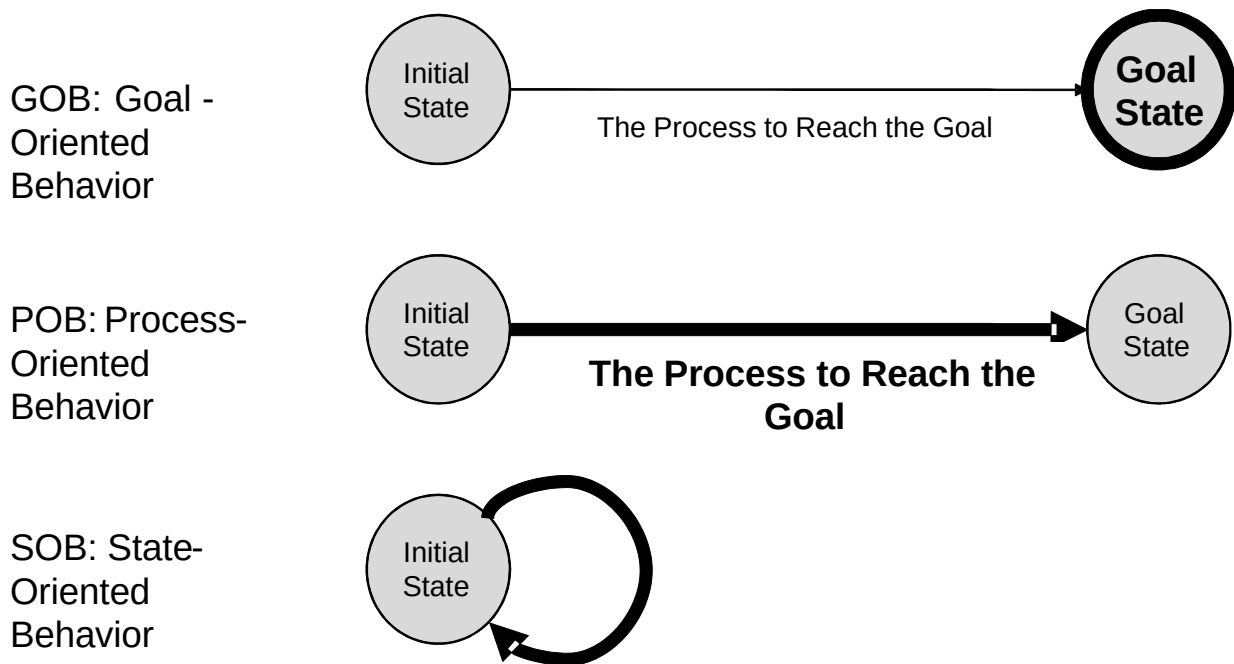 GOB: Goal -
Oriented
Behavior
Initial
State
The Process to Reach the Goal
Goal
State
POB: Process-
Oriented
Behavior
Initial
State
The Process to Reach the
Goal
Goal
State
SOB: State-
Oriented
Behavior
Initial
State